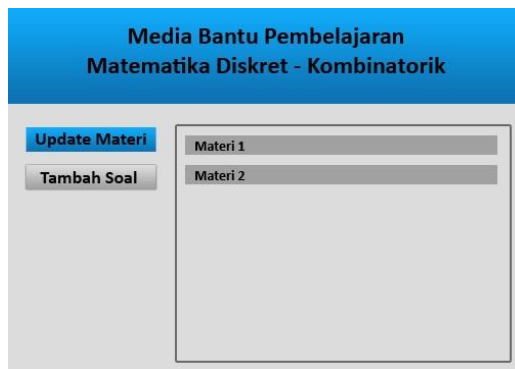 Media Bantu Pembelajaran
Matematika Diskret - Kombinatorik
Update Materi
Tambah Soal
Materi 1
Materi 2